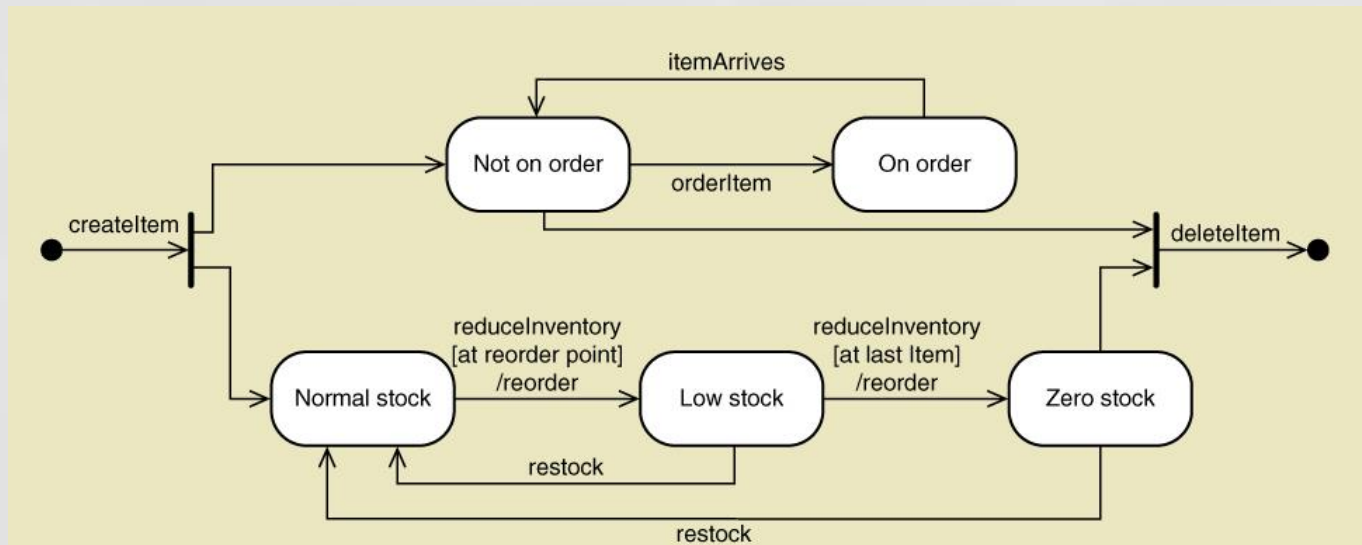 itemArrives
Not on order
On order
orderItem
createItem
deleteItem
reduceInventory
[at reorder point]
/reorder
reduceInventory
[at last Item]
/reorder
Normal stock
Low stock
Zero stock
restock
restock